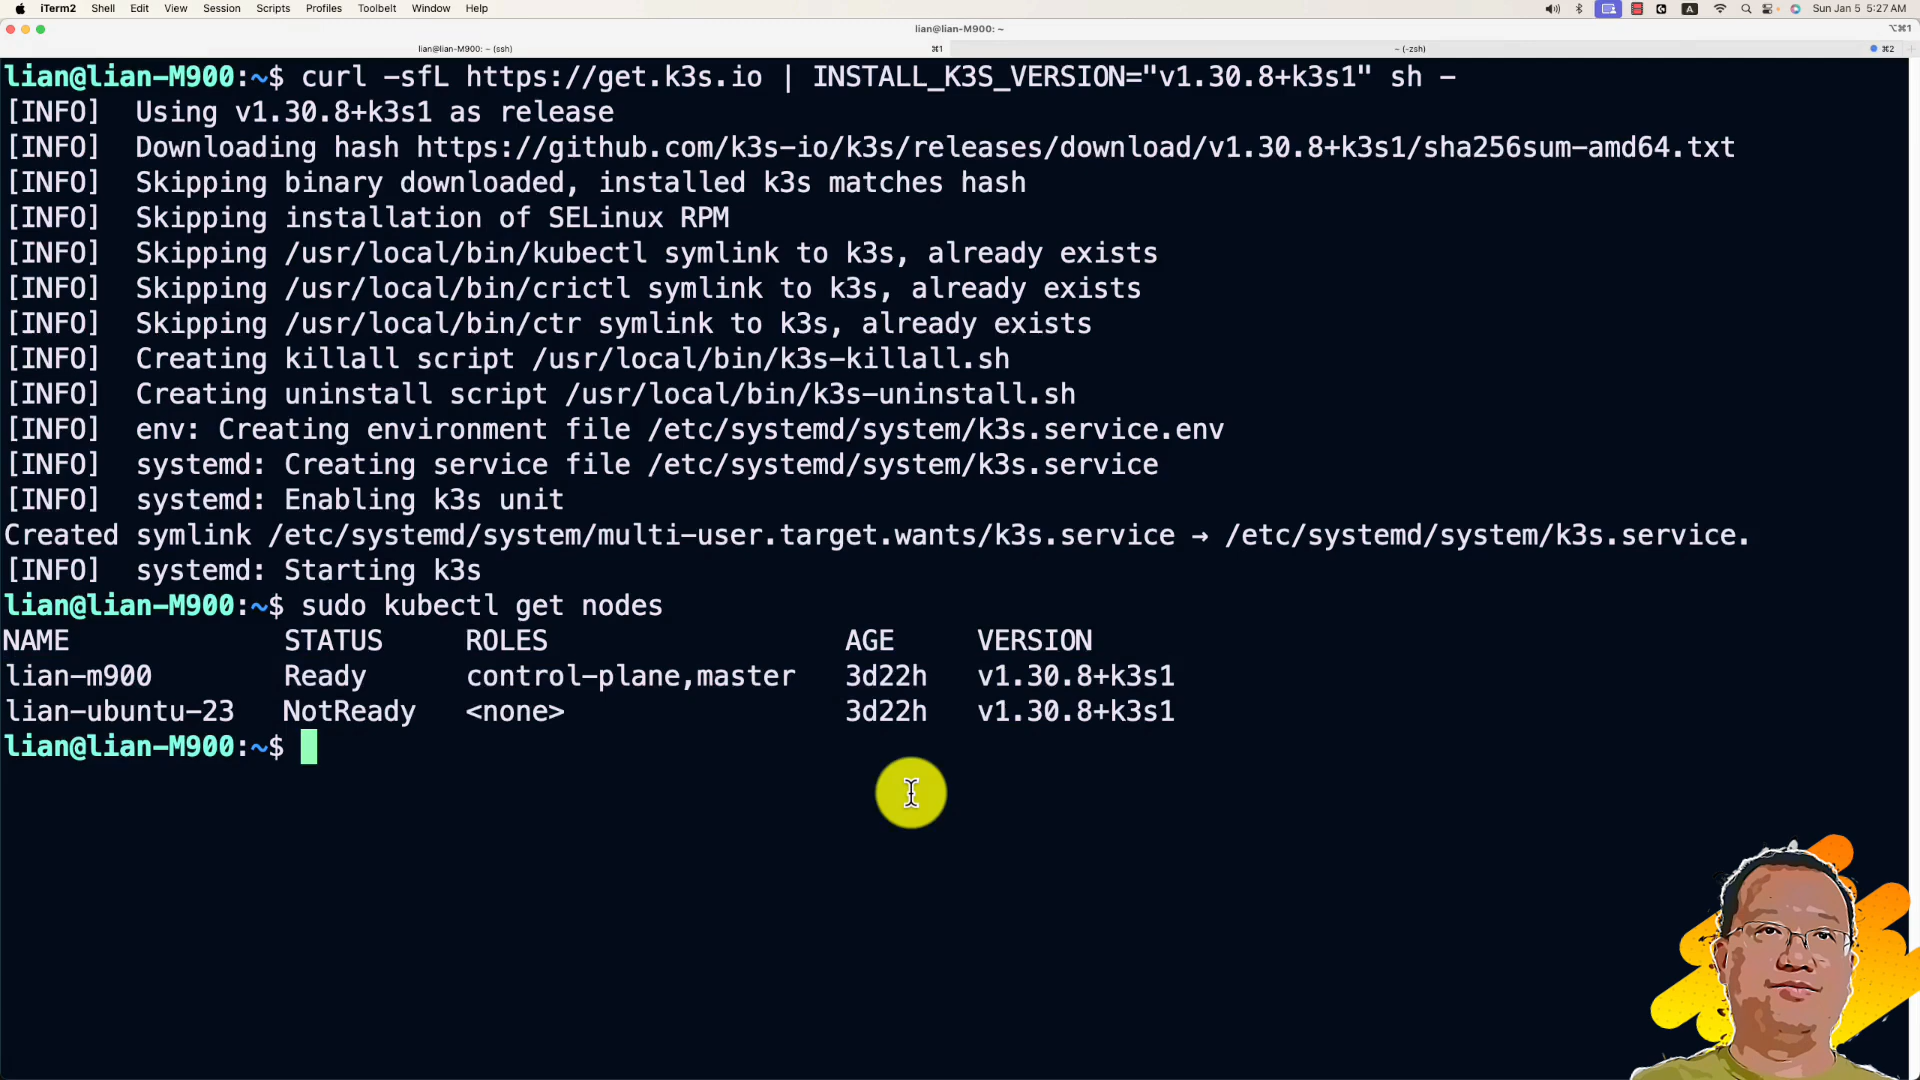 iTerm2 Shell Edit View Session Scripts Profiles Toolbelt Window Help A Sun Jan 5 5:27 AM
lian@lian-M900: ~ ⌥⌘1
lian@lian-M900: ~ (ssh) ⌘1 ~ (-zsh) ⌘2
lian@lian-M900:~$ curl -sfL https://get.k3s.io | INSTALL_K3S_VERSION="v1.30.8+k3s1" sh -
[INFO]  Using v1.30.8+k3s1 as release
[INFO]  Downloading hash https://github.com/k3s-io/k3s/releases/download/v1.30.8+k3s1/sha256sum-amd64.txt
[INFO]  Skipping binary downloaded, installed k3s matches hash
[INFO]  Skipping installation of SELinux RPM
[INFO]  Skipping /usr/local/bin/kubectl symlink to k3s, already exists
[INFO]  Skipping /usr/local/bin/crictl symlink to k3s, already exists
[INFO]  Skipping /usr/local/bin/ctr symlink to k3s, already exists
[INFO]  Creating killall script /usr/local/bin/k3s-killall.sh
[INFO]  Creating uninstall script /usr/local/bin/k3s-uninstall.sh
[INFO]  env: Creating environment file /etc/systemd/system/k3s.service.env
[INFO]  systemd: Creating service file /etc/systemd/system/k3s.service
[INFO]  systemd: Enabling k3s unit
Created symlink /etc/systemd/system/multi-user.target.wants/k3s.service → /etc/systemd/system/k3s.service.
[INFO]  systemd: Starting k3s
lian@lian-M900:~$ sudo kubectl get nodes
NAME             STATUS     ROLES                  AGE     VERSION
lian-m900        Ready      control-plane,master   3d22h   v1.30.8+k3s1
lian-ubuntu-23   NotReady   <none>                 3d22h   v1.30.8+k3s1
lian@lian-M900:~$